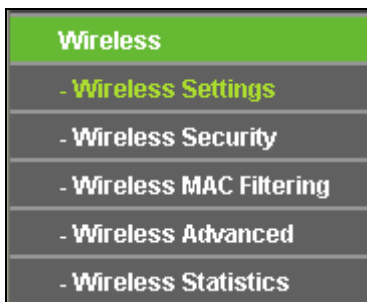 Wireless
- Wireless Settings
- Wireless Security
- Wireless MAC Filtering
- Wireless Advanced
- Wireless Statistics